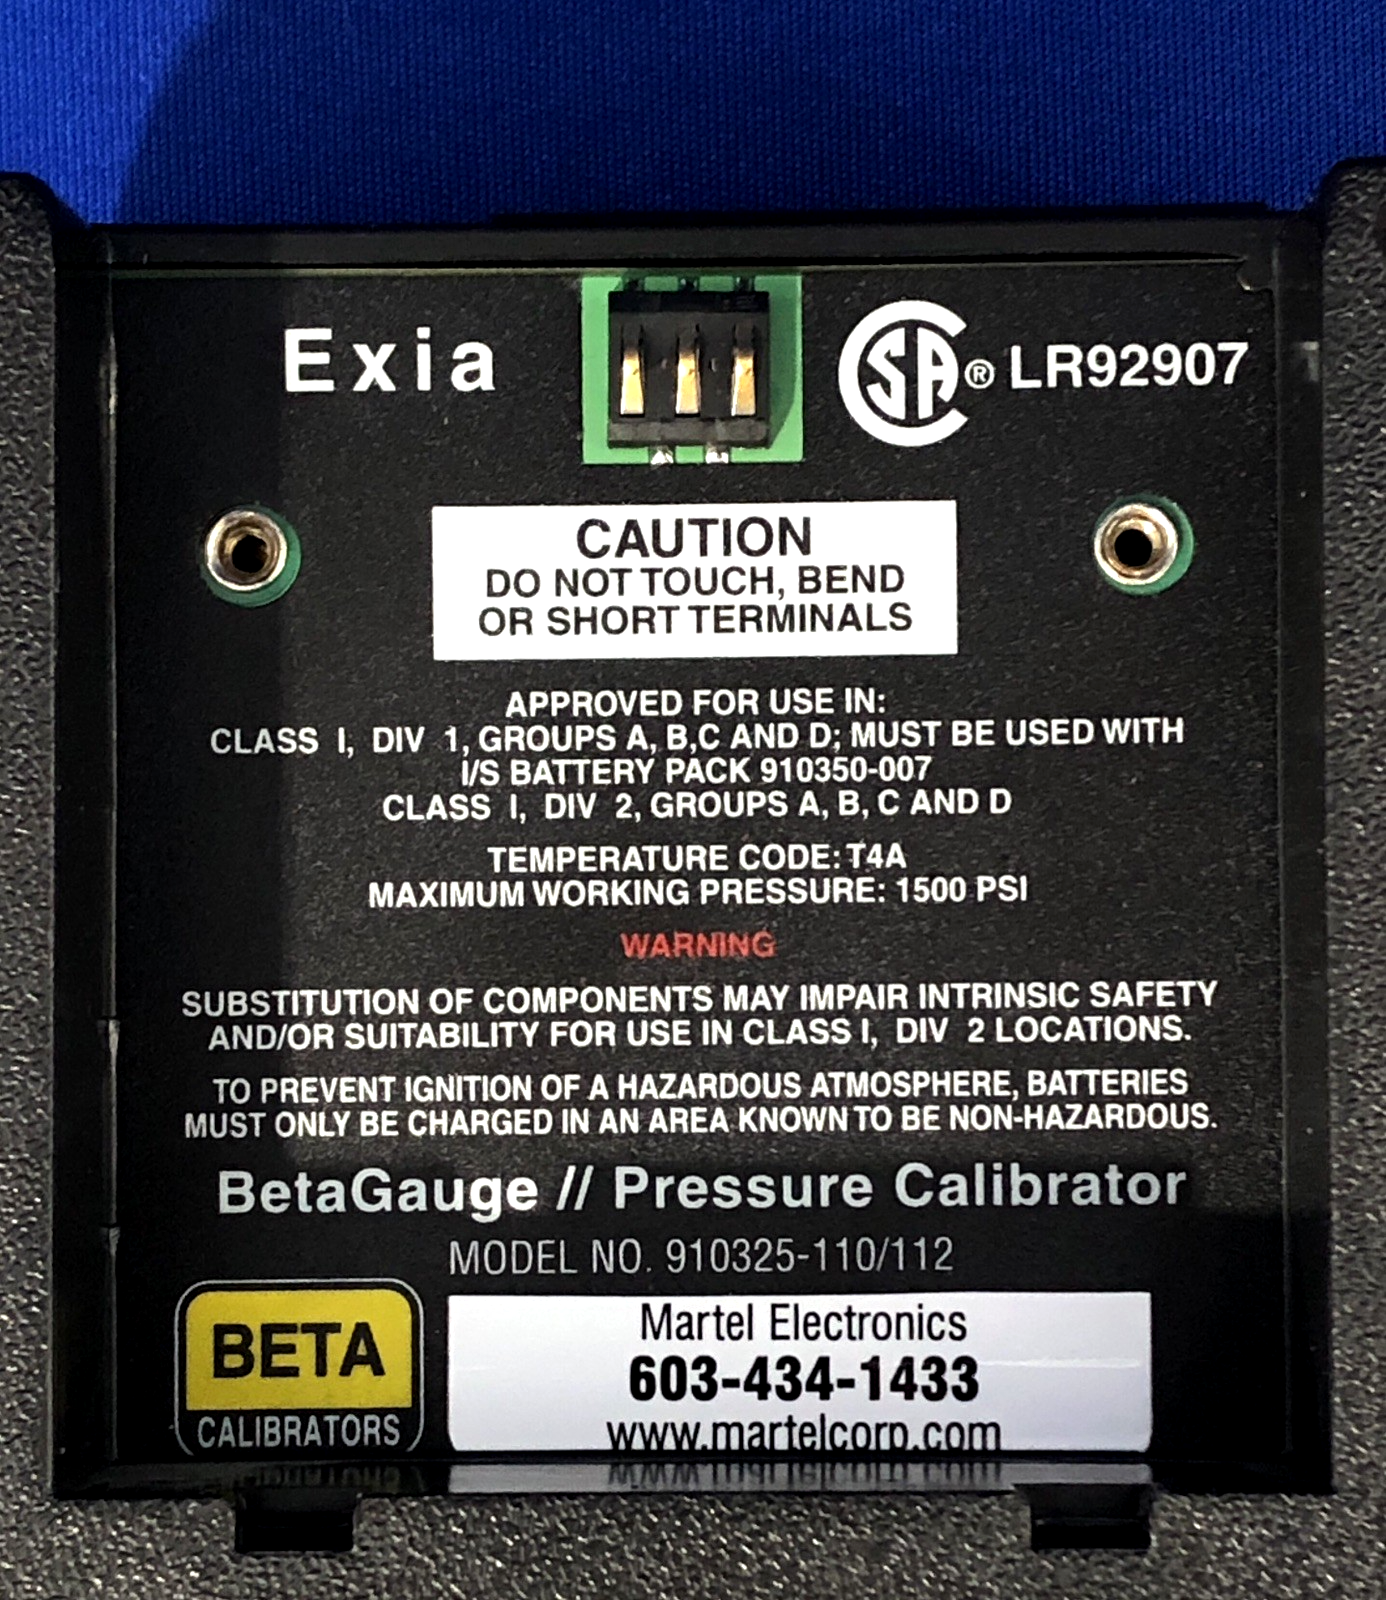 Exia
CSA® LR92907
CAUTION
DO NOT TOUCH, BEND
OR SHORT TERMINALS
APPROVED FOR USE IN:
CLASS I, DIV 1, GROUPS A, B,C AND D; MUST BE USED WITH
I/S BATTERY PACK 910350-007
CLASS I, DIV 2, GROUPS A, B, C AND D
TEMPERATURE CODE: T4A
MAXIMUM WORKING PRESSURE: 1500 PSI
WARNING
SUBSTITUTION OF COMPONENTS MAY IMPAIR INTRINSIC SAFETY
AND/OR SUITABILITY FOR USE IN CLASS I, DIV 2 LOCATIONS.
TO PREVENT IGNITION OF A HAZARDOUS ATMOSPHERE, BATTERIES
MUST ONLY BE CHARGED IN AN AREA KNOWN TO BE NON-HAZARDOUS.
BetaGauge // Pressure Calibrator
MODEL NO. 910325-110/112
BETA
CALIBRATORS
Martel Electronics
603-434-1433
www.martelcorp.com